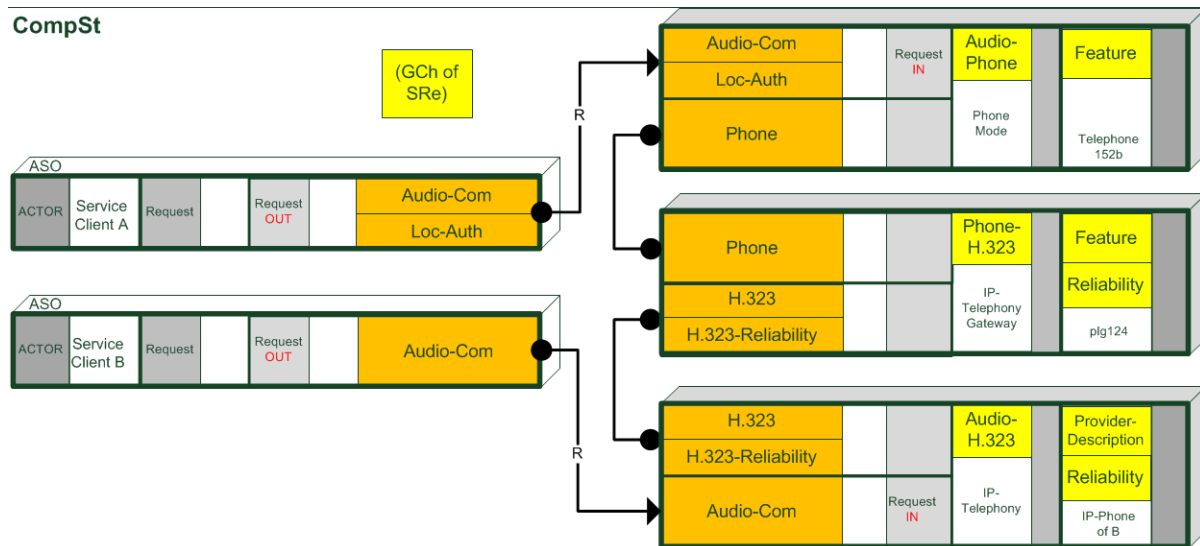 CompSt
(GCh of
SRe)
ASO
ACTOR
Service
Client A
Request
Request
OUT
Audio-Com
Loc-Auth
R
ASO
ACTOR
Service
Client B
Request
Request
OUT
Audio-Com
R
Audio-Com
Loc-Auth
Phone
Request
IN
Audio-
Phone
Phone
Mode
Feature
Telephone
152b
Phone
H.323
H.323-Reliability
Phone-
H.323
IP-
Telephony
Gateway
Feature
Reliability
plg124
H.323
H.323-Reliability
Audio-Com
Request
IN
Audio-
H.323
IP-
Telephony
Provider-
Description
Reliability
IP-Phone
of B